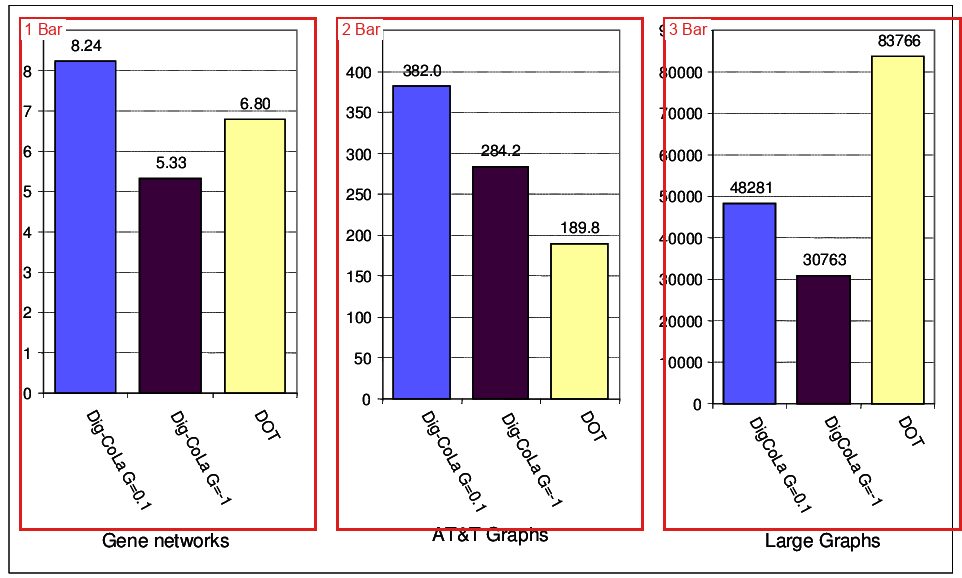 1 Bar
8.24
5.33
6.80
8
7
6
5
4
3
2
1
0
Dig-CoLa G=0.1
Dig-CoLa G=-1
DOT
Gene networks
2 Bar
382.0
284.2
189.8
400
350
300
250
200
150
100
50
0
Dig-CoLa G=0.1
Dig-CoLa G=-1
DOT
AT&T Graphs
3 Bar
48281
30763
83766
80000
70000
60000
50000
40000
30000
20000
10000
0
DigCoLa G=0.1
DigCoLa G=-1
DOT
Large Graphs